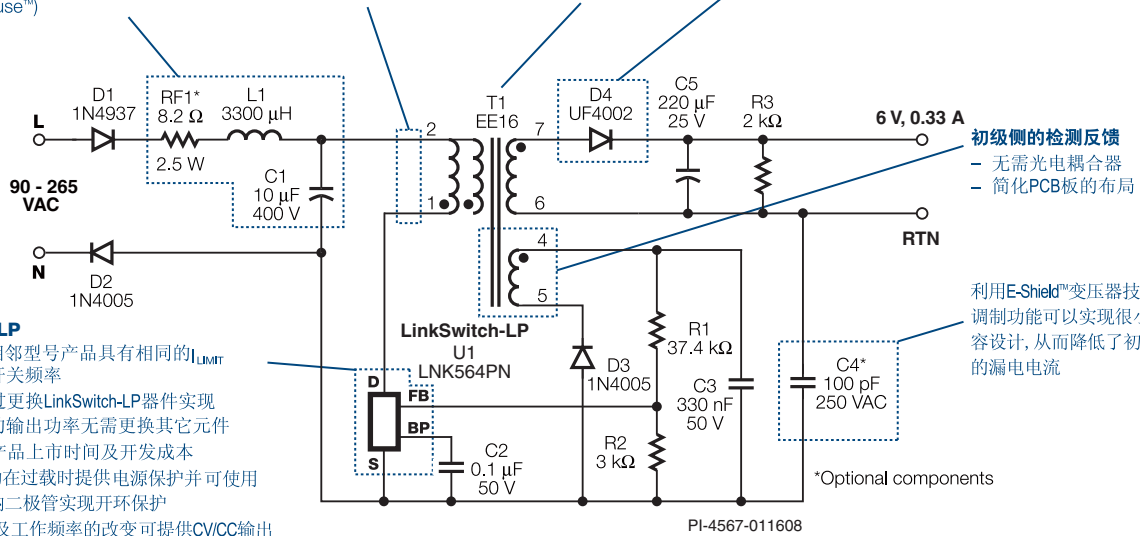 use™)
D1
1N4937
RF1*
8.2 Ω
2.5 W
L1
3300 μH
C1
10 μF
400 V
L
90 - 265
VAC
N
D2
1N4005
2
1
T1
EE16
7
6
4
5
D4
UF4002
C5
220 μF
25 V
R3
2 kΩ
6 V, 0.33 A
RTN
初级侧的检测反馈
– 无需光电耦合器
– 简化PCB板的布局
利用E-Shield™变压器技
调制功能可以实现很
容设计, 从而降低了初
的漏电电流
LinkSwitch-LP
U1
LNK564PN
D
FB
BP
S
C2
0.1 μF
50 V
D3
1N4005
R1
37.4 kΩ
R2
3 kΩ
C3
330 nF
50 V
C4*
100 pF
250 VAC
*Optional components
PI-4567-011608
LP
相邻型号产品具有相同的ILIMIT
开关频率
过更换LinkSwitch-LP器件实现
的输出功率无需更换其它元件
产品上市时间及开发成本
在过载时提供电源保护并可使用
二极管实现开环保护
及工作频率的改变可提供CV/CC输出